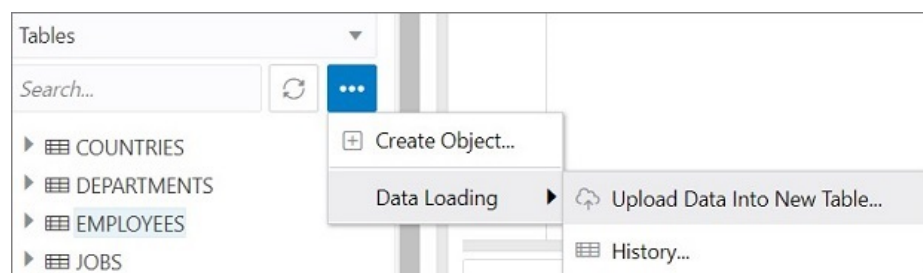 Tables
Search...
Create Object...
COUNTRIES
DEPARTMENTS
Data Loading
Upload Data Into New Table...
EMPLOYEES
History...
JOBS